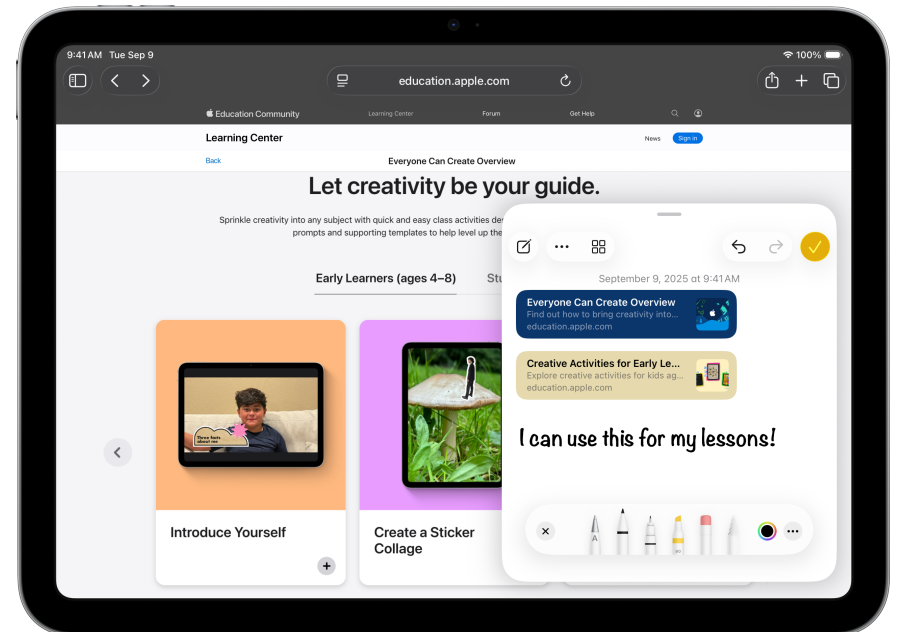 9:41 AM Tue Sep 9
100%
education.apple.com
Education Community
Learning Center
Forum
Get Help
Learning Center
News
Sign in
Back
Everyone Can Create Overview
Let creativity be your guide.
Sprinkle creativity into any subject with quick and easy class activities
prompts and supporting templates to help level up the
Early Learners (ages 4–8)
Three facts
about me
Introduce Yourself
Create a Sticker
Collage
September 9, 2025 at 9:41 AM
Everyone Can Create Overview
Find out how to bring creativity into...
education.apple.com
Creative Activities for Early Le...
Explore creative activities for kids ag...
education.apple.com
I can use this for my lessons!
A